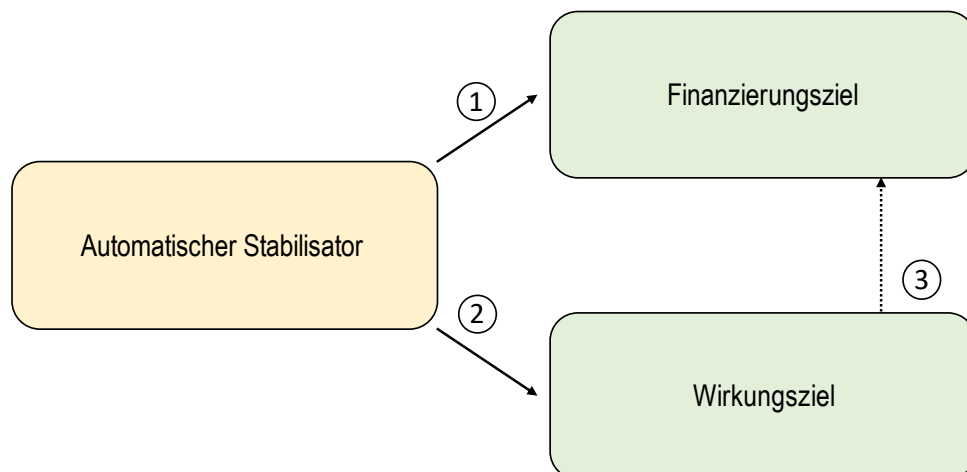 Finanzierungsziel
1
Automatischer Stabilisator
2
3
Wirkungsziel